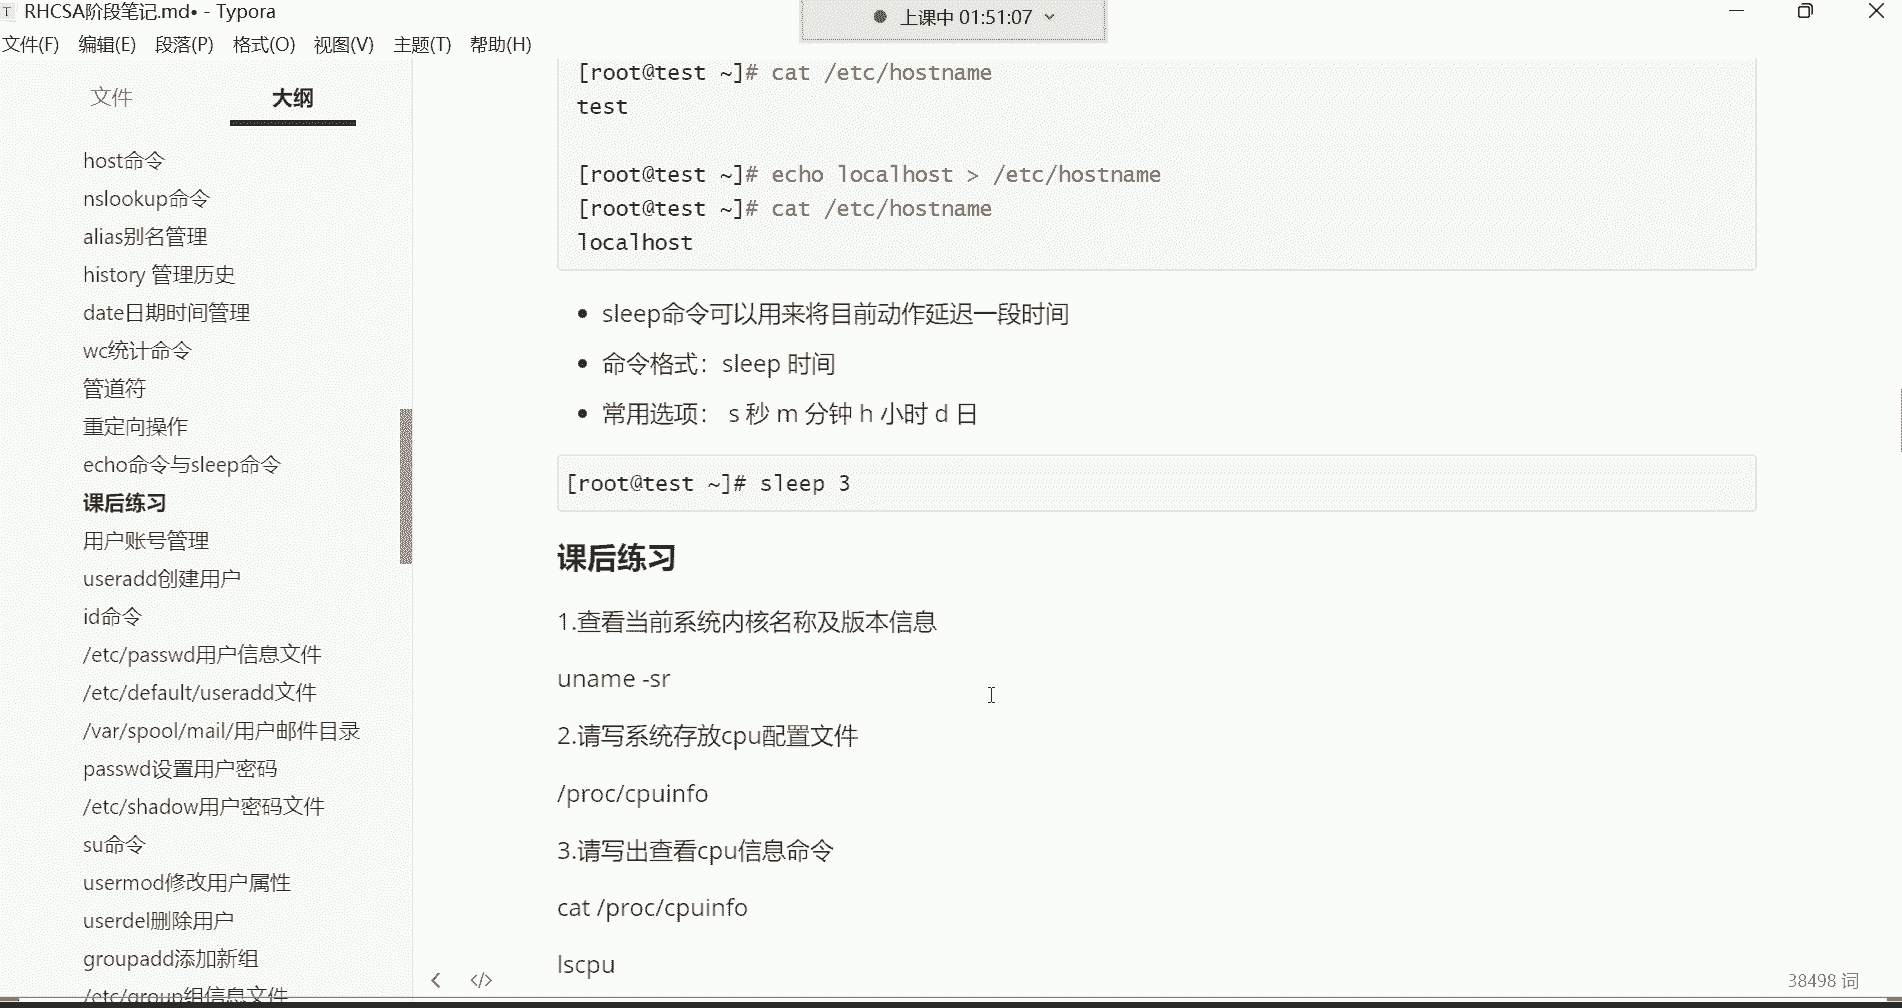 RHCSA阶段笔记.md• - Typora
上课中 01:51:07
文件(F) 编辑(E) 段落(P) 格式(O) 视图(V) 主题(T) 帮助(H)
文件 大纲
host命令
nslookup命令
alias别名管理
history 管理历史
date日期时间管理
wc统计命令
管道符
重定向操作
echo命令与sleep命令
课后练习
用户账号管理
useradd创建用户
id命令
/etc/passwd用户信息文件
/etc/default/useradd文件
/var/spool/mail/用户邮件目录
passwd设置用户密码
/etc/shadow用户密码文件
su命令
usermod修改用户属性
userdel删除用户
groupadd添加新组
/etc/group组信息文件
[root@test ~]# cat /etc/hostname
test
[root@test ~]# echo localhost > /etc/hostname
[root@test ~]# cat /etc/hostname
localhost
• sleep命令可以用来将目前动作延迟一段时间
• 命令格式：sleep 时间
• 常用选项： s 秒 m 分钟 h 小时 d 日
[root@test ~]# sleep 3
课后练习
1.查看当前系统内核名称及版本信息
uname -sr
2.请写系统存放cpu配置文件
/proc/cpuinfo
3.请写出查看cpu信息命令
cat /proc/cpuinfo
lscpu
38498 词